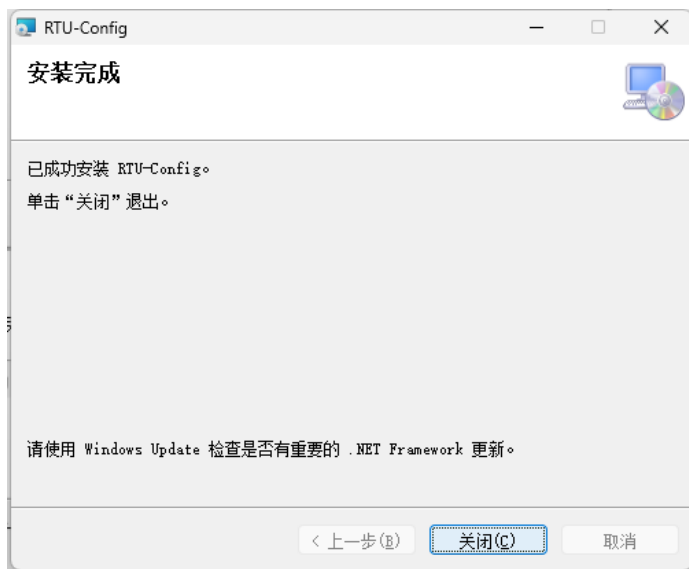 RTU-Config
安装完成
已成功安装 RTU-Config。
单击“关闭”退出。
请使用 Windows Update 检查是否有重要的 .NET Framework 更新。
< 上一步(B) 关闭(C) 取消